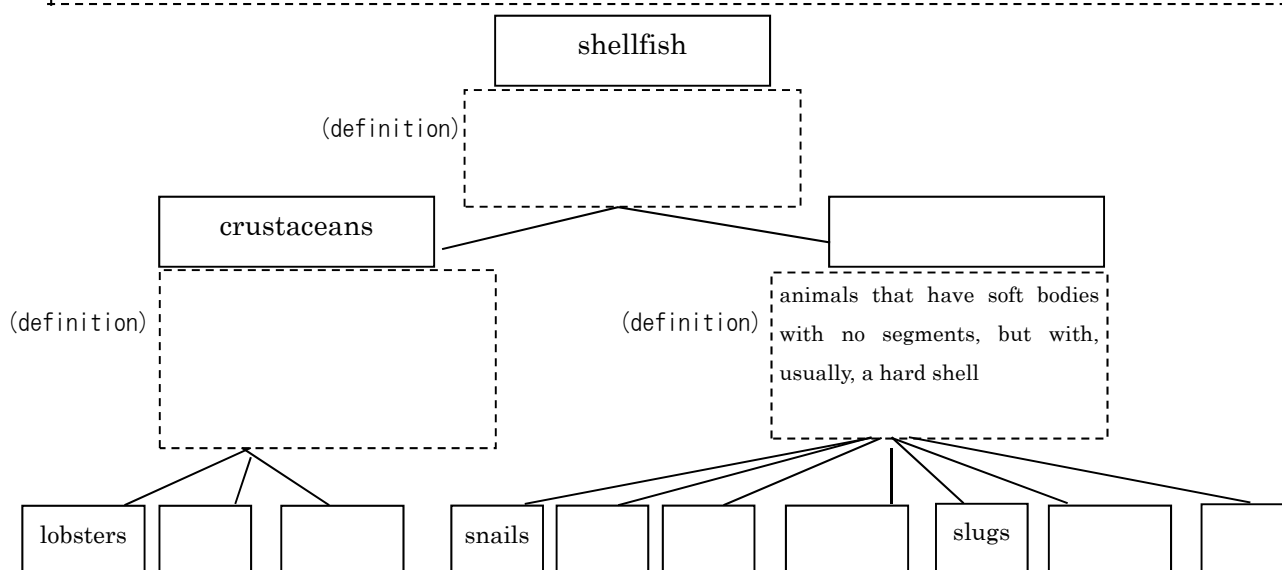 shellfish
(definition)
crustaceans
(definition)
(definition)
animals that have soft bodies
with no segments, but with,
usually, a hard shell
lobsters
snails
slugs